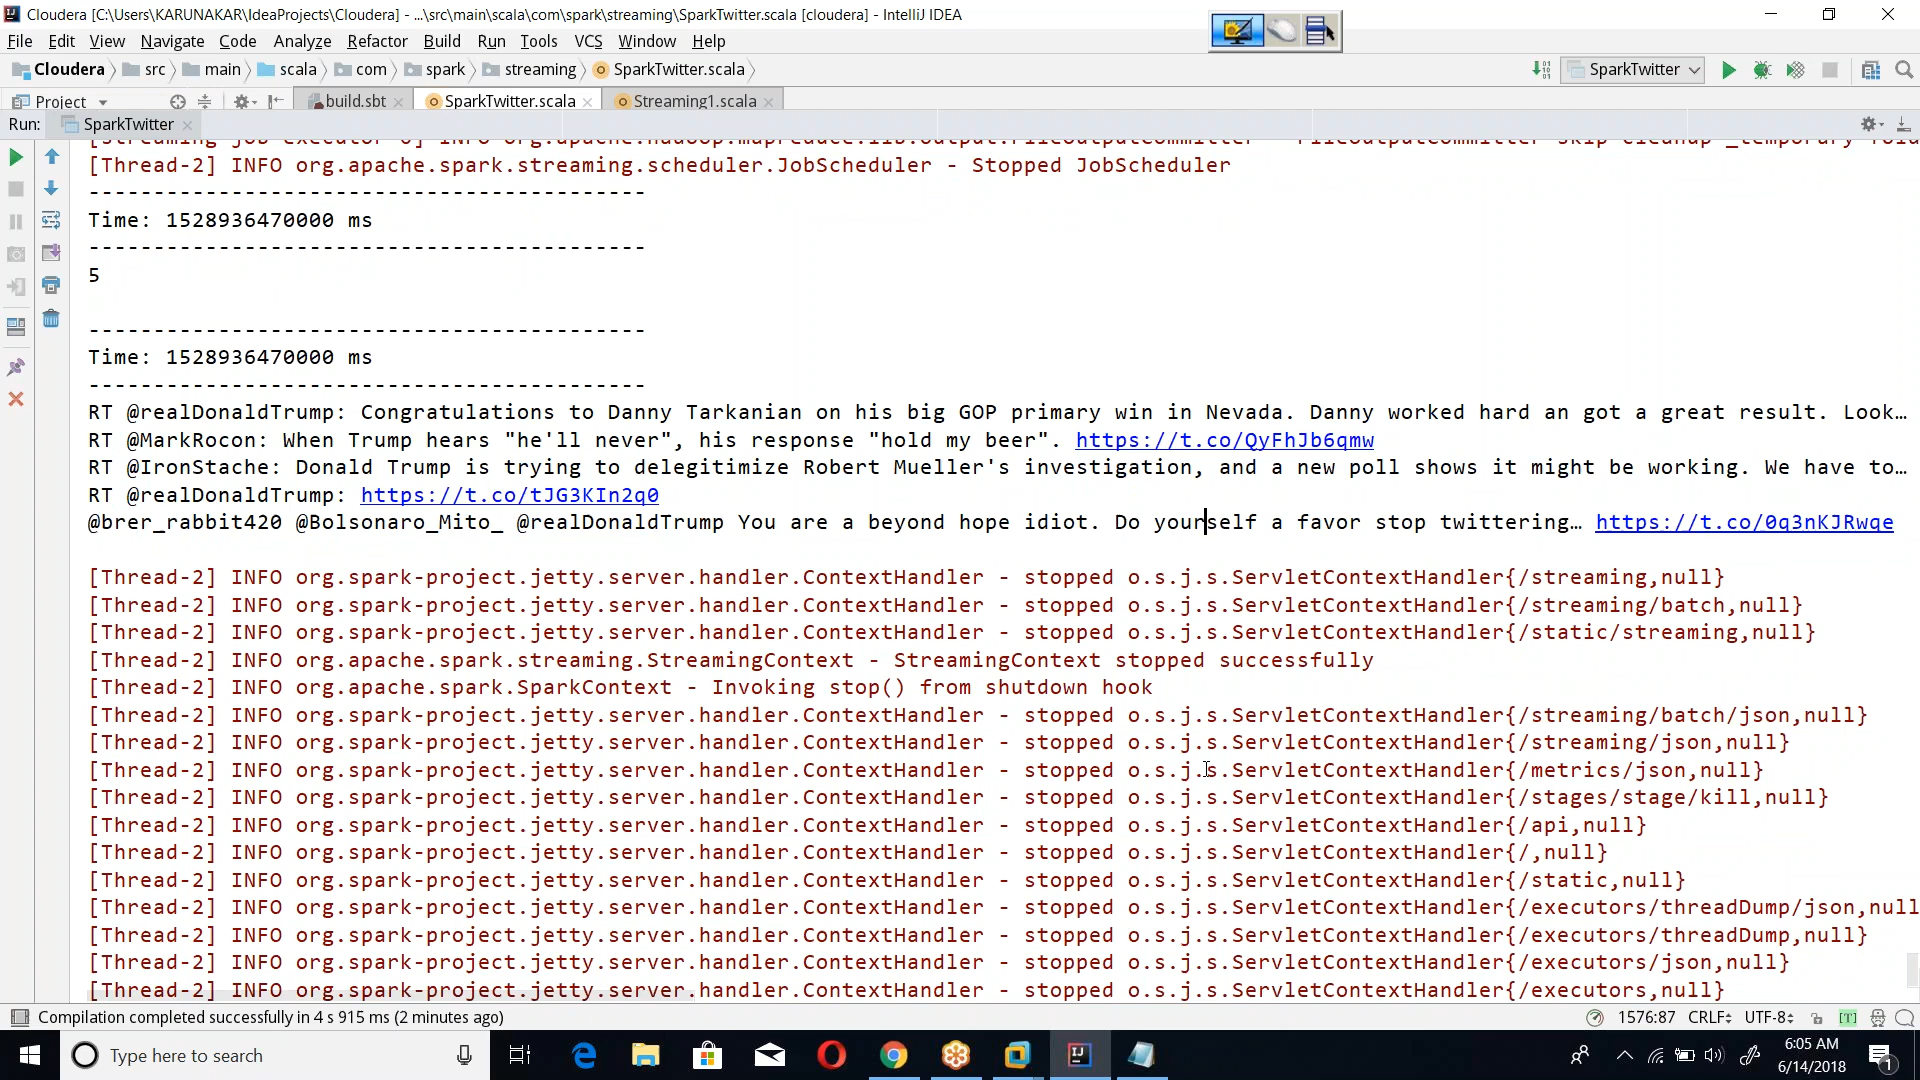 Cloudera [C:\Users\KARUNAKAR\IdeaProjects\Cloudera] - ...\src\main\scala\com\spark\streaming\SparkTwitter.scala [cloudera] - IntelliJ IDEA
File Edit View Navigate Code Analyze Refactor Build Run Tools VCS Window Help
Cloudera src main scala com spark streaming SparkTwitter.scala SparkTwitter
Project build.sbt SparkTwitter.scala Streaming1.scala
Run: SparkTwitter
[Thread-2] INFO org.apache.spark.streaming.scheduler.JobScheduler - Stopped JobScheduler
-------------------------------------------
Time: 1528936470000 ms
-------------------------------------------
5
-------------------------------------------
Time: 1528936470000 ms
-------------------------------------------
RT @realDonaldTrump: Congratulations to Danny Tarkanian on his big GOP primary win in Nevada. Danny worked hard an got a great result. Look…
RT @MarkRocon: When Trump hears "he'll never", his response "hold my beer". https://t.co/QyFhJb6qmw
RT @IronStache: Donald Trump is trying to delegitimize Robert Mueller's investigation, and a new poll shows it might be working. We have to…
RT @realDonaldTrump: https://t.co/tJG3KIn2q0
@brer_rabbit420 @Bolsonaro_Mito_ @realDonaldTrump You are a beyond hope idiot. Do yourself a favor stop twittering… https://t.co/0q3nKJRwqe
[Thread-2] INFO org.spark-project.jetty.server.handler.ContextHandler - stopped o.s.j.s.ServletContextHandler{/streaming,null}
[Thread-2] INFO org.spark-project.jetty.server.handler.ContextHandler - stopped o.s.j.s.ServletContextHandler{/streaming/batch,null}
[Thread-2] INFO org.spark-project.jetty.server.handler.ContextHandler - stopped o.s.j.s.ServletContextHandler{/static/streaming,null}
[Thread-2] INFO org.apache.spark.streaming.StreamingContext - StreamingContext stopped successfully
[Thread-2] INFO org.apache.spark.SparkContext - Invoking stop() from shutdown hook
[Thread-2] INFO org.spark-project.jetty.server.handler.ContextHandler - stopped o.s.j.s.ServletContextHandler{/streaming/batch/json,null}
[Thread-2] INFO org.spark-project.jetty.server.handler.ContextHandler - stopped o.s.j.s.ServletContextHandler{/streaming/json,null}
[Thread-2] INFO org.spark-project.jetty.server.handler.ContextHandler - stopped o.s.j.s.ServletContextHandler{/metrics/json,null}
[Thread-2] INFO org.spark-project.jetty.server.handler.ContextHandler - stopped o.s.j.s.ServletContextHandler{/stages/stage/kill,null}
[Thread-2] INFO org.spark-project.jetty.server.handler.ContextHandler - stopped o.s.j.s.ServletContextHandler{/api,null}
[Thread-2] INFO org.spark-project.jetty.server.handler.ContextHandler - stopped o.s.j.s.ServletContextHandler{/,null}
[Thread-2] INFO org.spark-project.jetty.server.handler.ContextHandler - stopped o.s.j.s.ServletContextHandler{/static,null}
[Thread-2] INFO org.spark-project.jetty.server.handler.ContextHandler - stopped o.s.j.s.ServletContextHandler{/executors/threadDump/json,null
[Thread-2] INFO org.spark-project.jetty.server.handler.ContextHandler - stopped o.s.j.s.ServletContextHandler{/executors/threadDump,null}
[Thread-2] INFO org.spark-project.jetty.server.handler.ContextHandler - stopped o.s.j.s.ServletContextHandler{/executors/json,null}
[Thread-2] INFO org.spark-project.jetty.server.handler.ContextHandler - stopped o.s.j.s.ServletContextHandler{/executors,null}
Compilation completed successfully in 4 s 915 ms (2 minutes ago) 1576:87 CRLF UTF-8 [T]
Type here to search
6:05 AM
6/14/2018
1